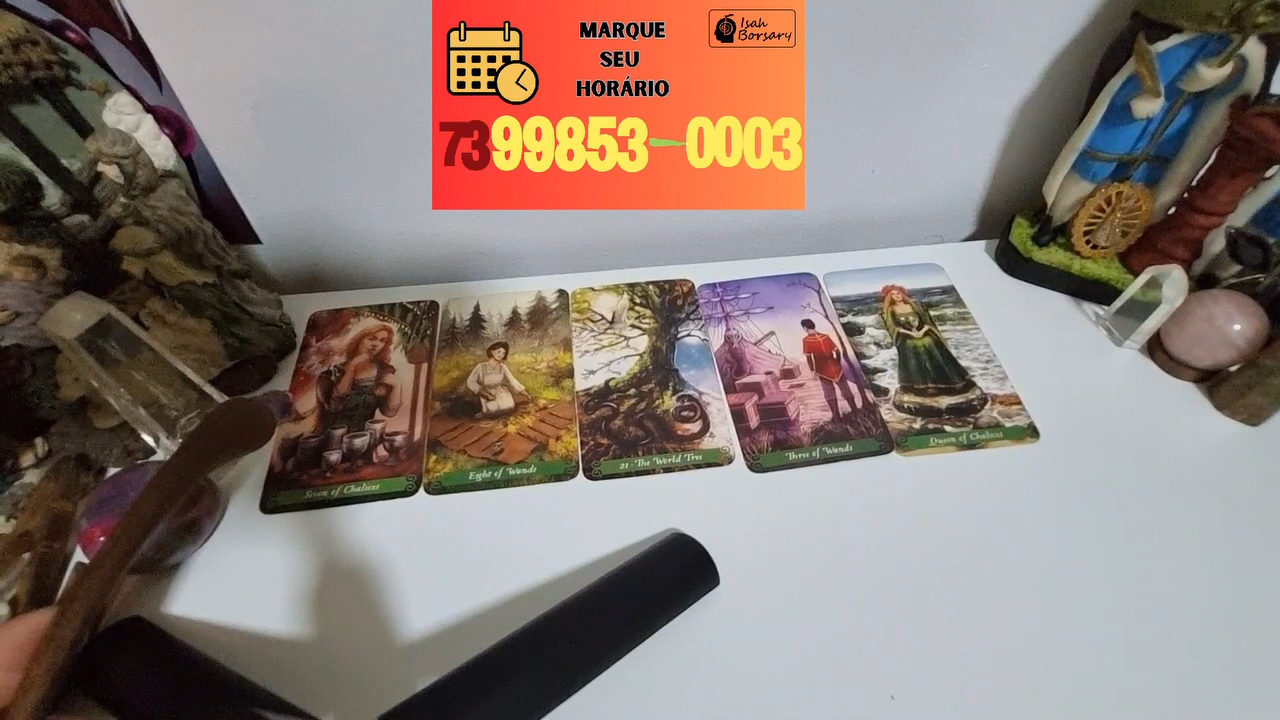 MARQUE
SEU
HORÁRIO
Isah
Borsary
7399853-0003
Seven of Chalices
Eight of Wands
21 · The World Tree
Three of Wands
Queen of Chalices